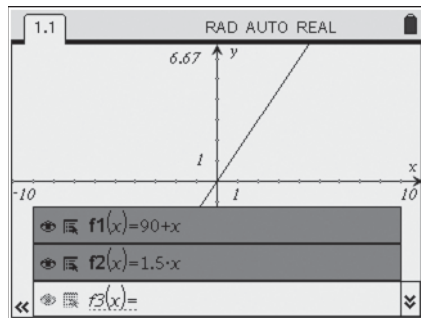 1.1 RAD AUTO REAL
6.67 y
1
x
-10 1 10
f1(x)=90+x
f2(x)=1.5·x
f3(x)=